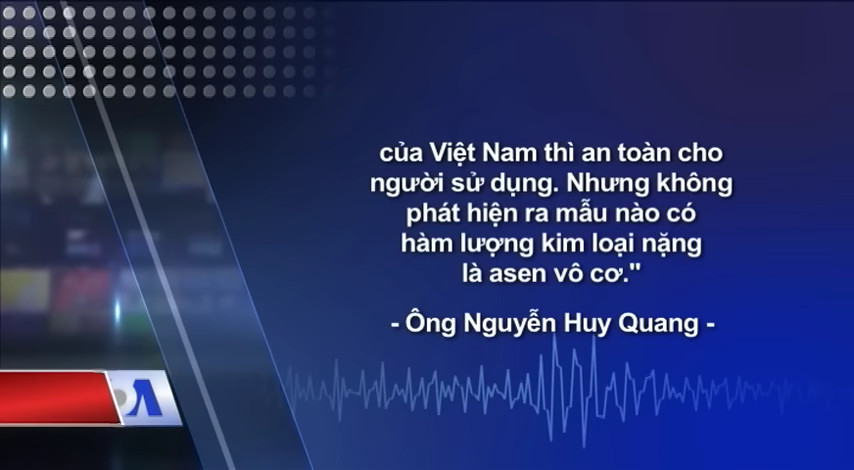 của Việt Nam thì an toàn cho
người sử dụng. Nhưng không
phát hiện ra mẫu nào có
hàm lượng kim loại nặng
là asen vô cơ."
- Ông Nguyễn Huy Quang -